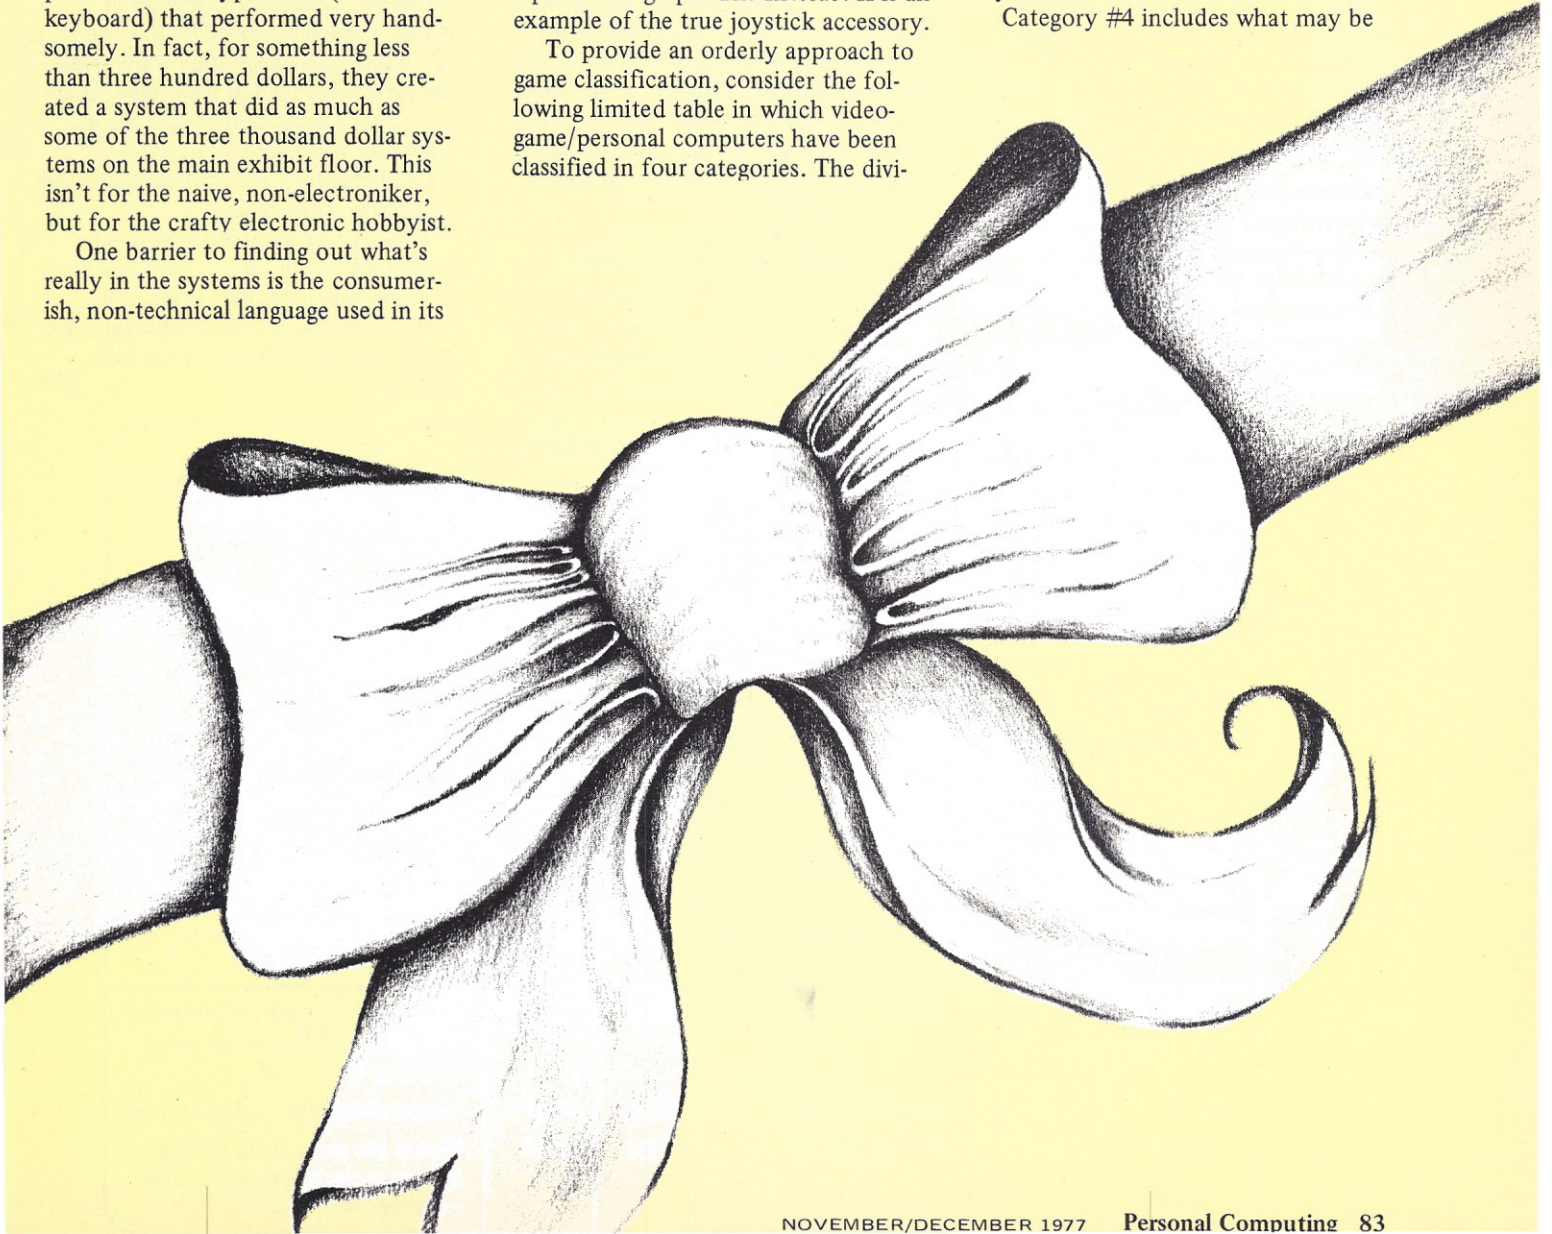 keyboard) that performed very hand-
somely. In fact, for something less
than three hundred dollars, they cre-
ated a system that did as much as
some of the three thousand dollar sys-
tems on the main exhibit floor. This
isn't for the naive, non-electroniker,
but for the crafty electronic hobbyist.
One barrier to finding out what's
really in the systems is the consumer-
ish, non-technical language used in its
example of the true joystick accessory.
To provide an orderly approach to
game classification, consider the fol-
lowing limited table in which video-
game/personal computers have been
classified in four categories. The divi-
Category #4 includes what may be
NOVEMBER/DECEMBER 1977 Personal Computing 83